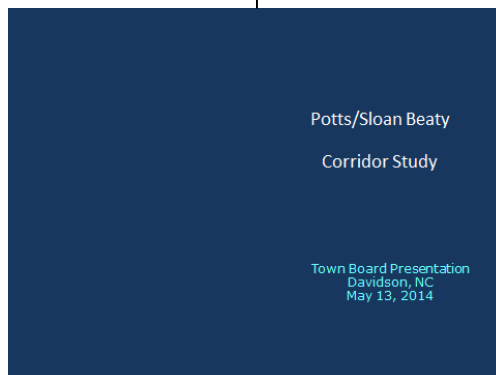 Potts/Sloan Beaty
Corridor Study
Town Board Presentation
Davidson, NC
May 13, 2014